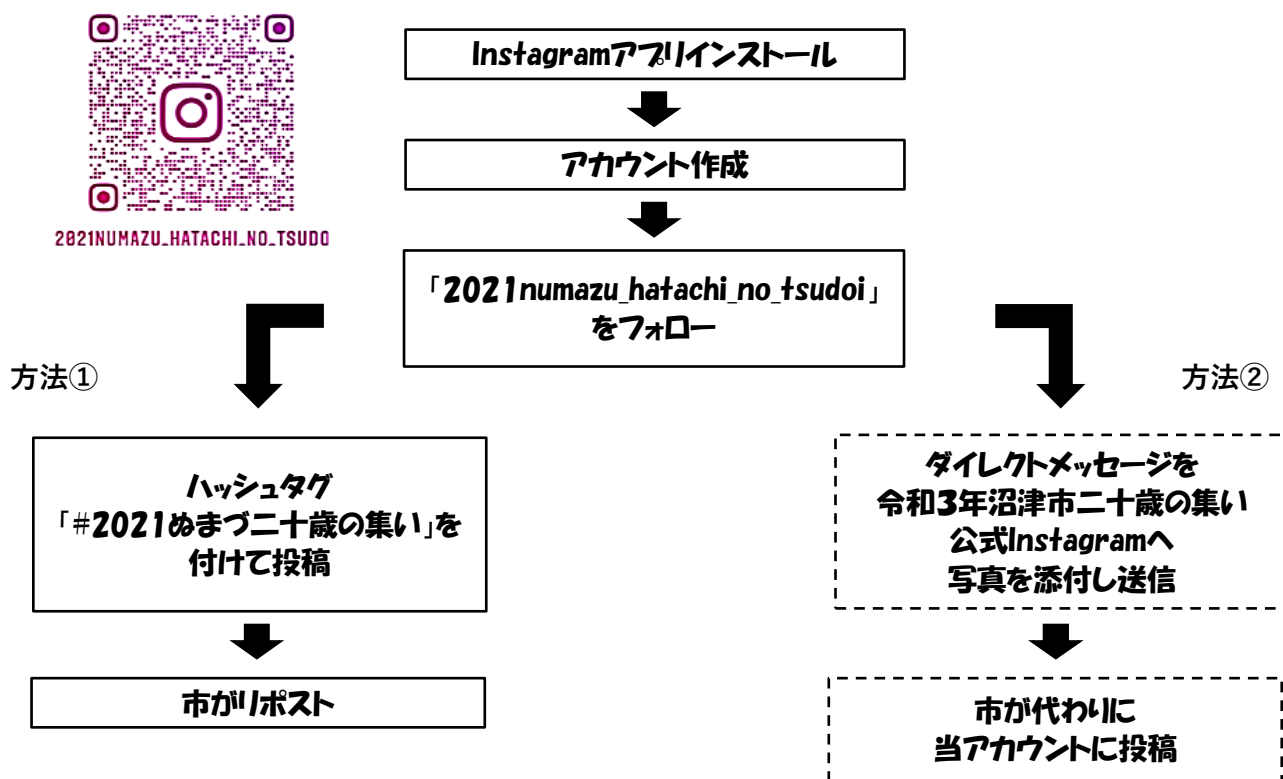 Instagramアプリインストール
アカウント作成
2021NUMAZU_HATACHI_NO_TSUDO
「2021numazu_hatachi_no_tsudoi」
をフォロー
方法①
方法②
ハッシュタグ
「#2021ぬまづ二十歳の集い」を
付けて投稿
ダイレクトメッセージを
令和3年沼津市二十歳の集い
公式Instagramへ
写真を添付し送信
市がリポスト
市が代わりに
当アカウントに投稿